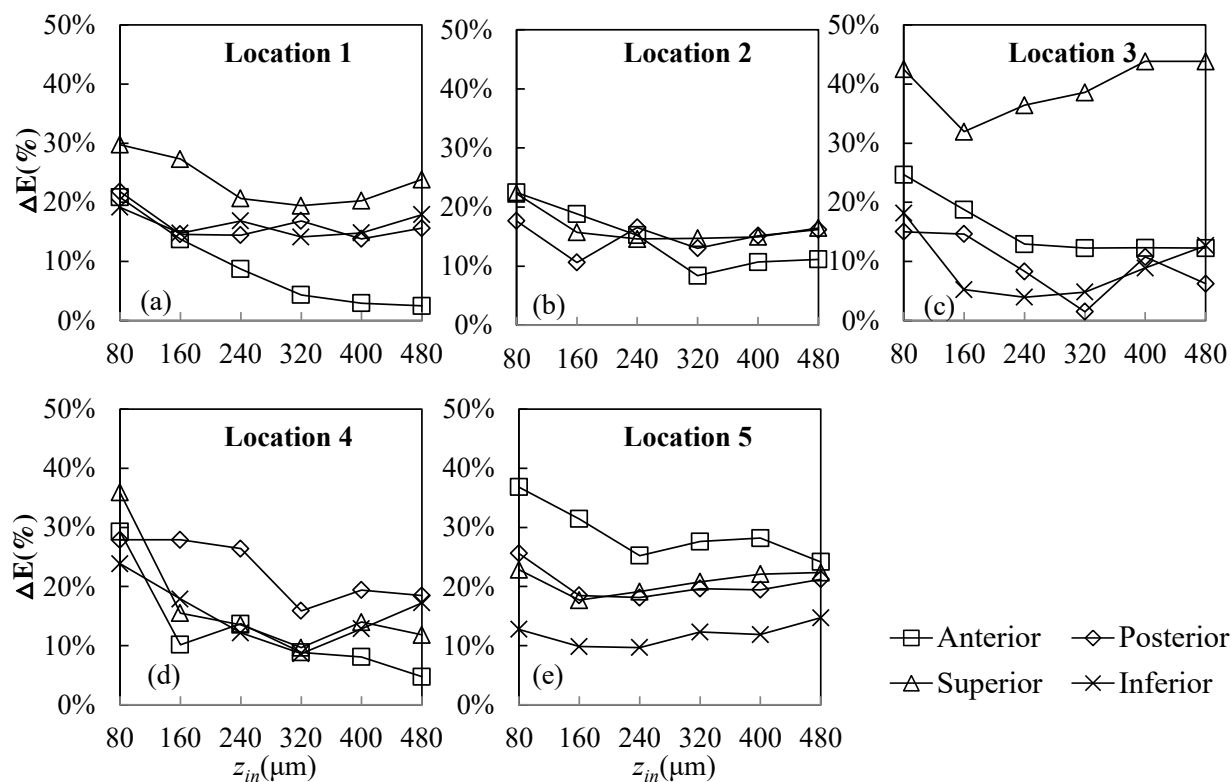 50%
40%
30%
20%
10%
0%
ΔE(%)
Location 1
(a)
80 160 240 320 400 480
50%
40%
30%
20%
10%
0%
Location 2
(b)
80 160 240 320 400 480
50%
40%
30%
20%
10%
0%
Location 3
(c)
80 160 240 320 400 480
50%
40%
30%
20%
10%
0%
ΔE(%)
Location 4
(d)
80 160 240 320 400 480
z_in(μm)
50%
40%
30%
20%
10%
0%
Location 5
(e)
80 160 240 320 400 480
z_in(μm)
Anterior Posterior
Superior Inferior